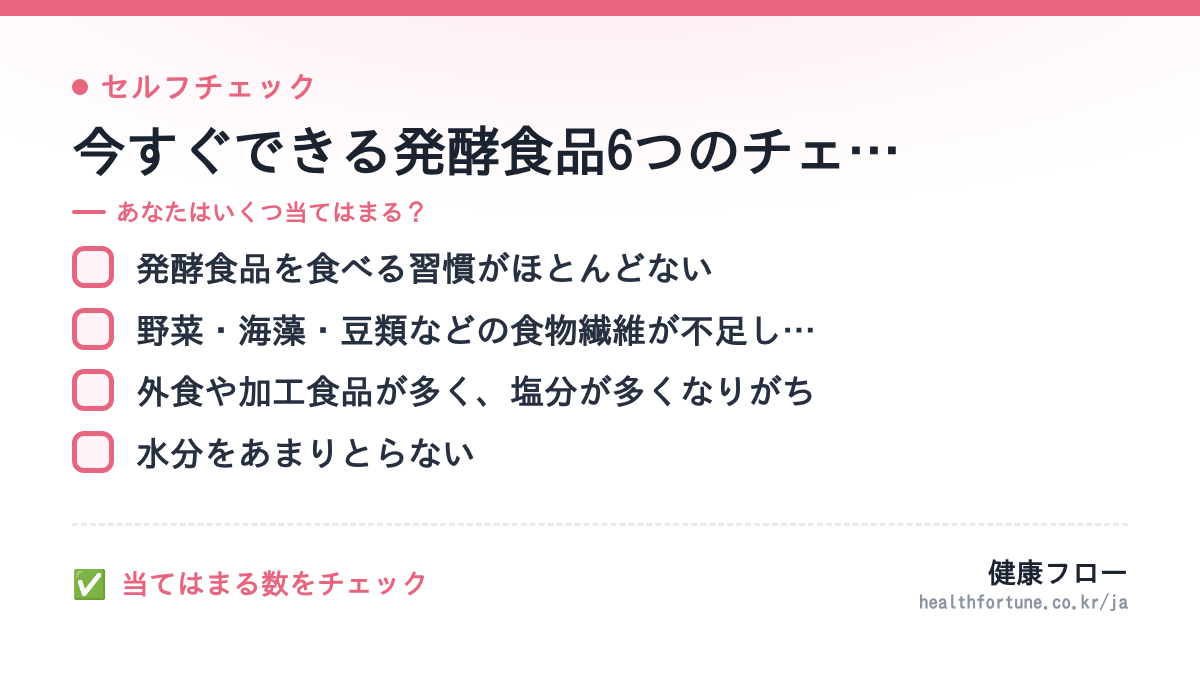 セルフチェック
今すぐできる発酵食品6つのチェ…
あなたはいくつ当てはまる？
発酵食品を食べる習慣がほとんどない
野菜・海藻・豆類などの食物繊維が不足し…
外食や加工食品が多く、塩分が多くなりがち
水分をあまりとらない
✅ 当てはまる数をチェック
健康フロー
healthfortune.co.kr/ja